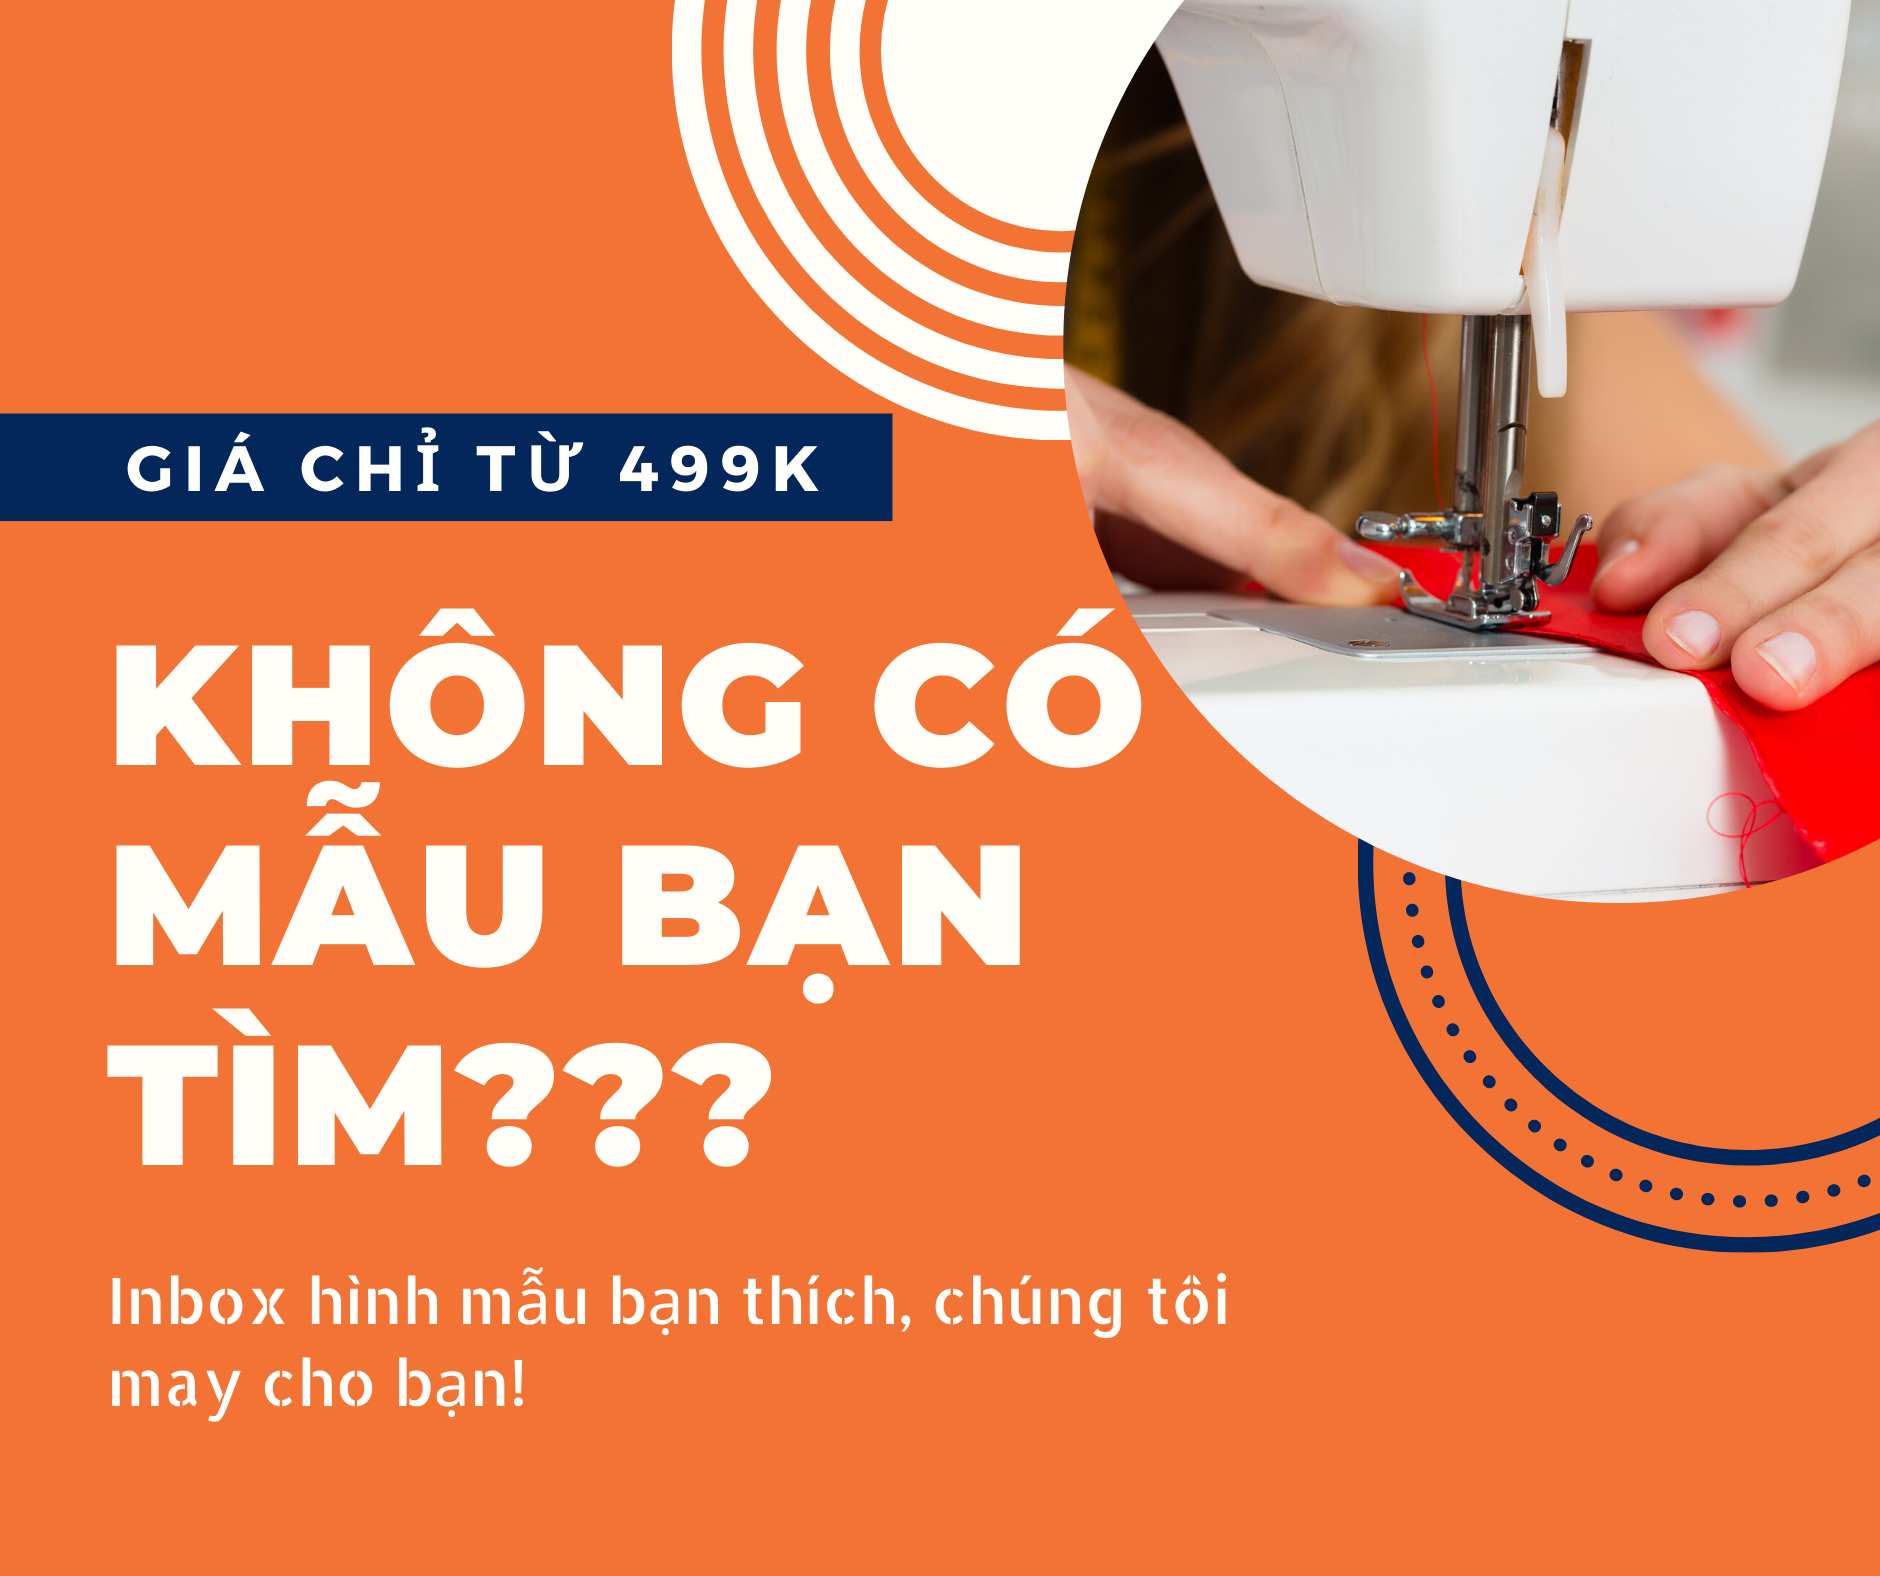 GIÁ CHỈ TỪ 499K
KHÔNG CÓ
MẪU BẠN
TÌM???
Inbox hình mẫu bạn thích, chúng tôi
may cho bạn!